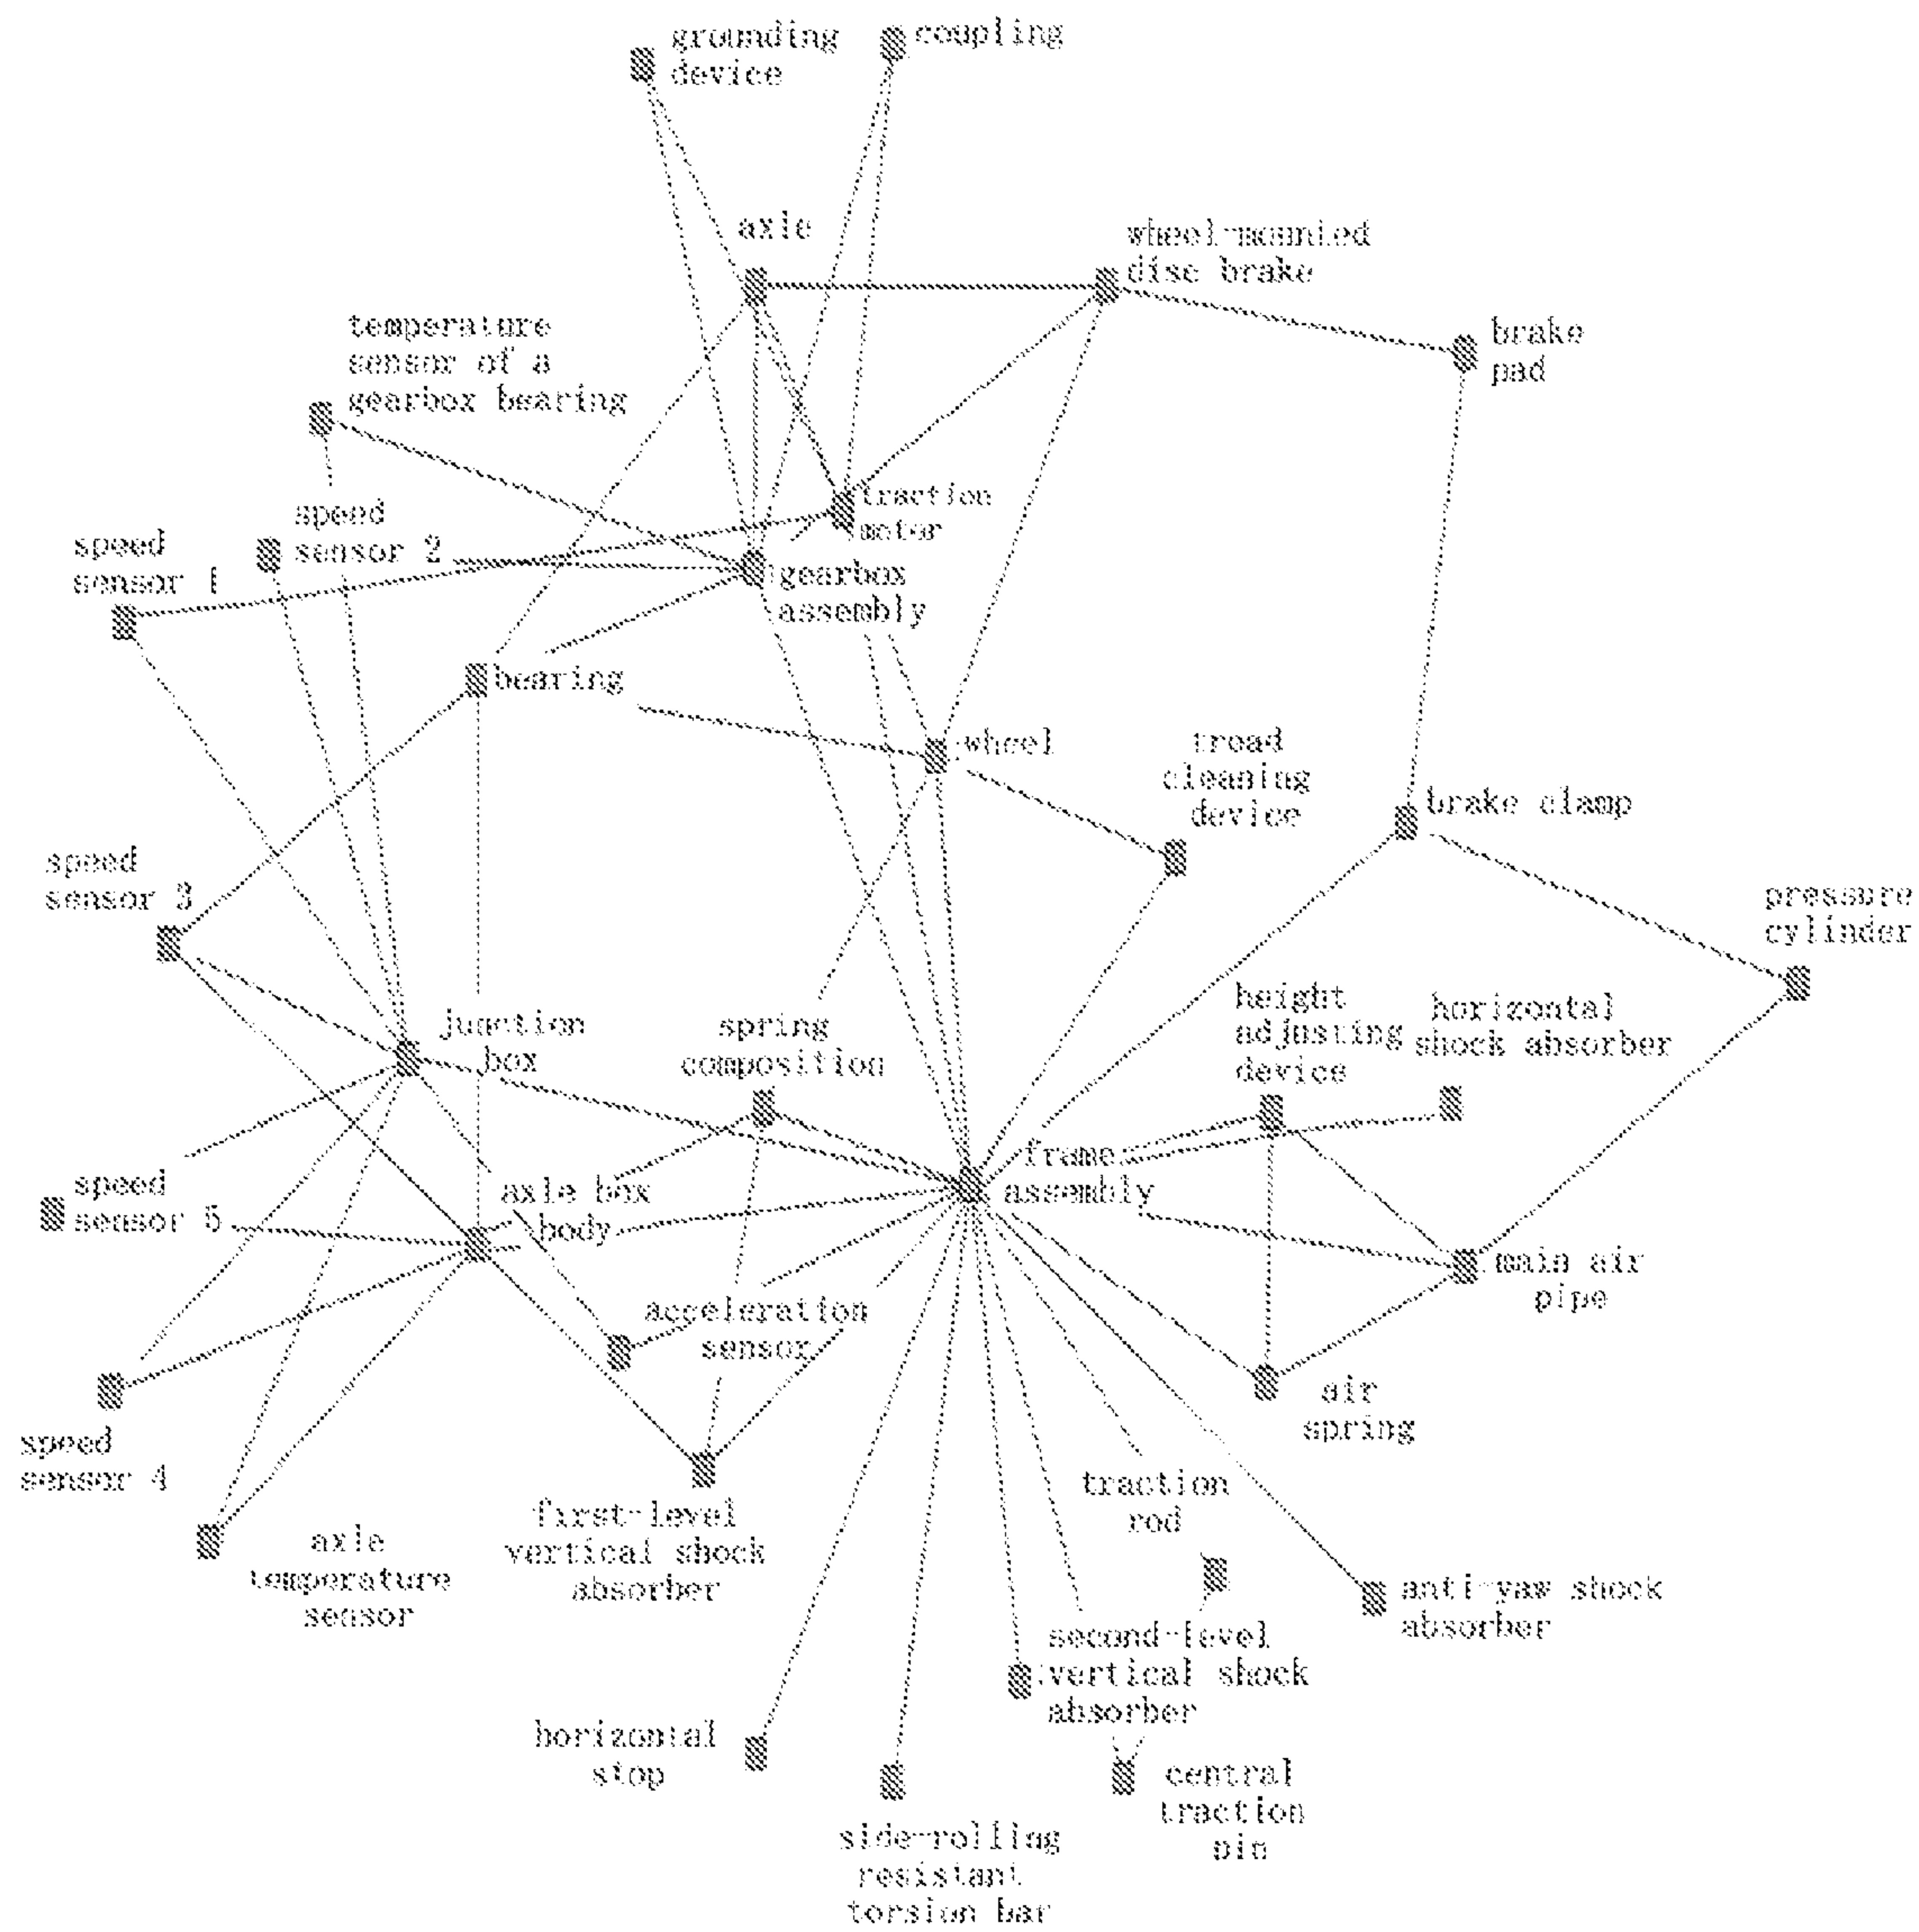 grounding
device
coupling
axle
wheel-mounted
disc brake
temperature
sensor of a
gearbox bearing
brake
pad
speed
sensor 2
traction
motor
speed
sensor 1
gearbox
assembly
bearing
wheel
tread
cleaning
device
brake clamp
speed
sensor 3
pressure
cylinder
height
adjusting
device
horizontal
shock absorber
junction
box
spring
composition
frame
assembly
speed
sensor 5
axle box
body
main air
pipe
acceleration
sensor
air
spring
speed
sensor 4
traction
rod
first-level
vertical shock
absorber
axle
temperature
sensor
anti-yaw shock
absorber
second-level
vertical shock
absorber
horizontal
stop
central
traction
pin
side-rolling
resistant
torsion bar